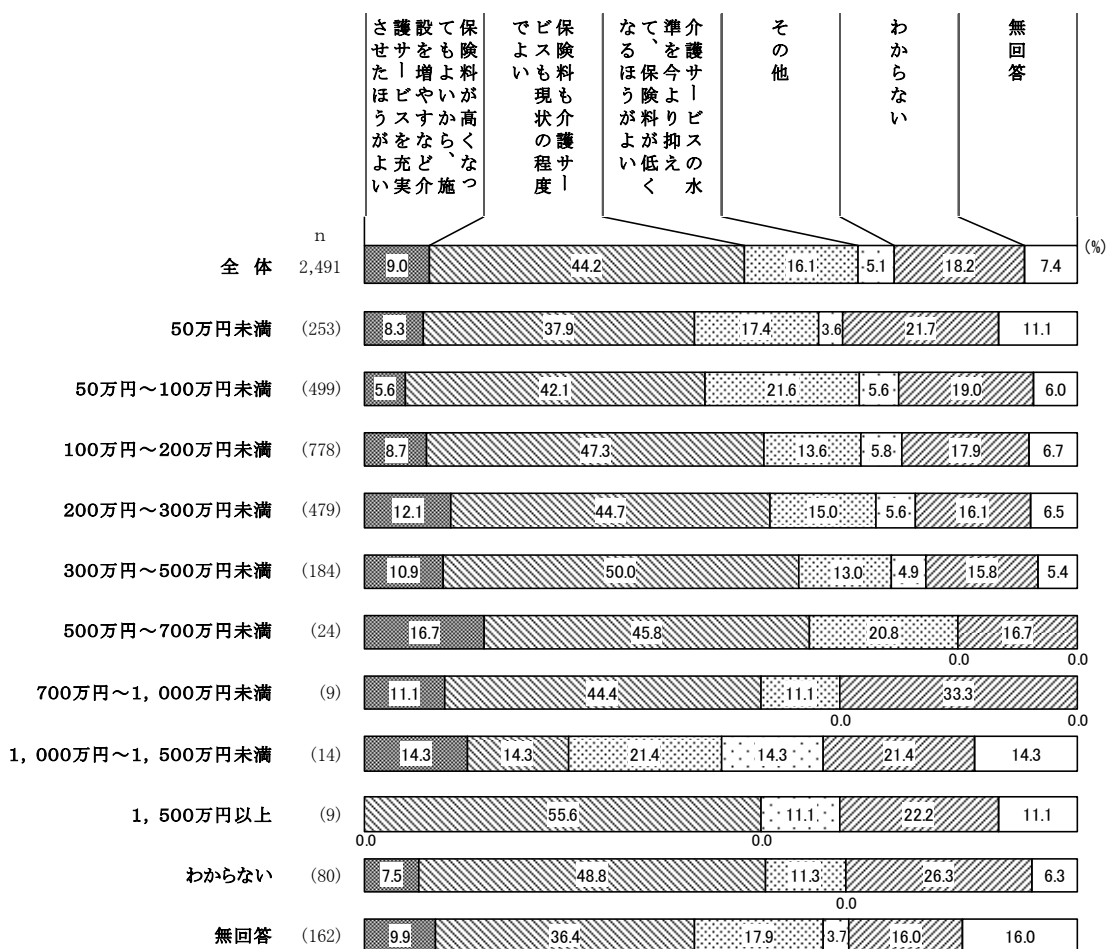 保険料が高くなっ
てもよいから、施
設を増やすなど介
護サービスを充実
させたほうがよい
保険料も介護サー
ビスも現状の程度
でよい
介護サービスの水
準を今より抑え
て、保険料が低く
なるほうがよい
その他
わからない
無回答
n
(%)
全 体 2,491 9.0 44.2 16.1 5.1 18.2 7.4
50万円未満 (253) 8.3 37.9 17.4 3.6 21.7 11.1
50万円～100万円未満 (499) 5.6 42.1 21.6 5.6 19.0 6.0
100万円～200万円未満 (778) 8.7 47.3 13.6 5.8 17.9 6.7
200万円～300万円未満 (479) 12.1 44.7 15.0 5.6 16.1 6.5
300万円～500万円未満 (184) 10.9 50.0 13.0 4.9 15.8 5.4
500万円～700万円未満 (24) 16.7 45.8 20.8 16.7
0.0 0.0
700万円～1，000万円未満 (9) 11.1 44.4 11.1 33.3
0.0 0.0
1，000万円～1，500万円未満 (14) 14.3 14.3 21.4 14.3 21.4 14.3
1，500万円以上 (9) 55.6 11.1 22.2 11.1
0.0 0.0
わからない (80) 7.5 48.8 11.3 26.3 6.3
0.0
無回答 (162) 9.9 36.4 17.9 3.7 16.0 16.0